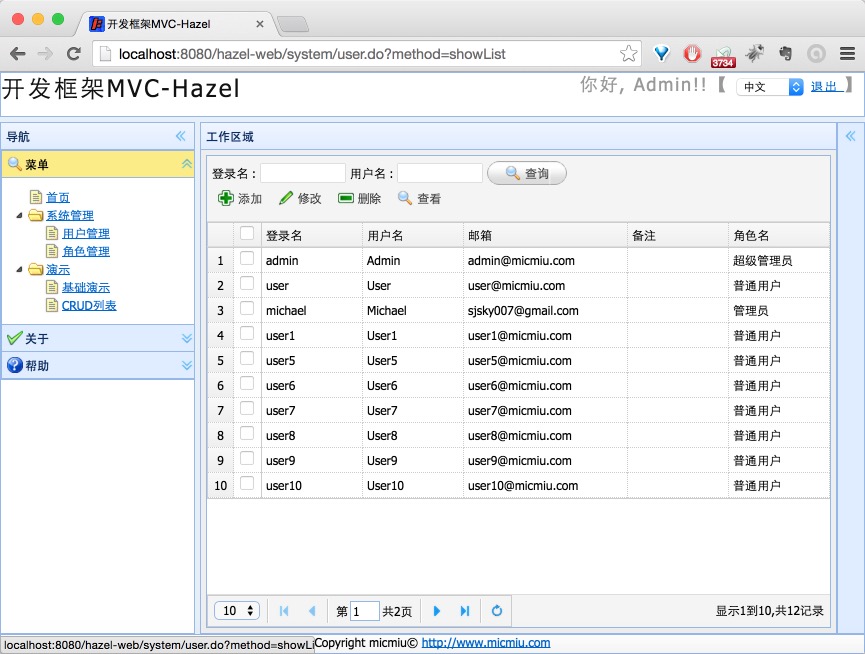 开发框架MVC-Hazel
localhost:8080/hazel-web/system/user.do?method=showList
3734
开发框架MVC-Hazel
你好, Admin!!【 中文 退出 】
导航
工作区域
菜单
登录名： 用户名： 查询
添加 修改 删除 查看
首页
系统管理
用户管理
角色管理
演示
基础演示
CRUD列表
关于
帮助
登录名 用户名 邮箱 备注 角色名
1 admin Admin admin@micmiu.com 超级管理员
2 user User user@micmiu.com 普通用户
3 michael Michael sjsky007@gmail.com 管理员
4 user1 User1 user1@micmiu.com 普通用户
5 user5 User5 user5@micmiu.com 普通用户
6 user6 User6 user6@micmiu.com 普通用户
7 user7 User7 user7@micmiu.com 普通用户
8 user8 User8 user8@micmiu.com 普通用户
9 user9 User9 user9@micmiu.com 普通用户
10 user10 User10 user10@micmiu.com 普通用户
10 第 1 共2页 显示1到10,共12记录
localhost:8080/hazel-web/system/user.do?method=showLi
Copyright micmiu© http://www.micmiu.com